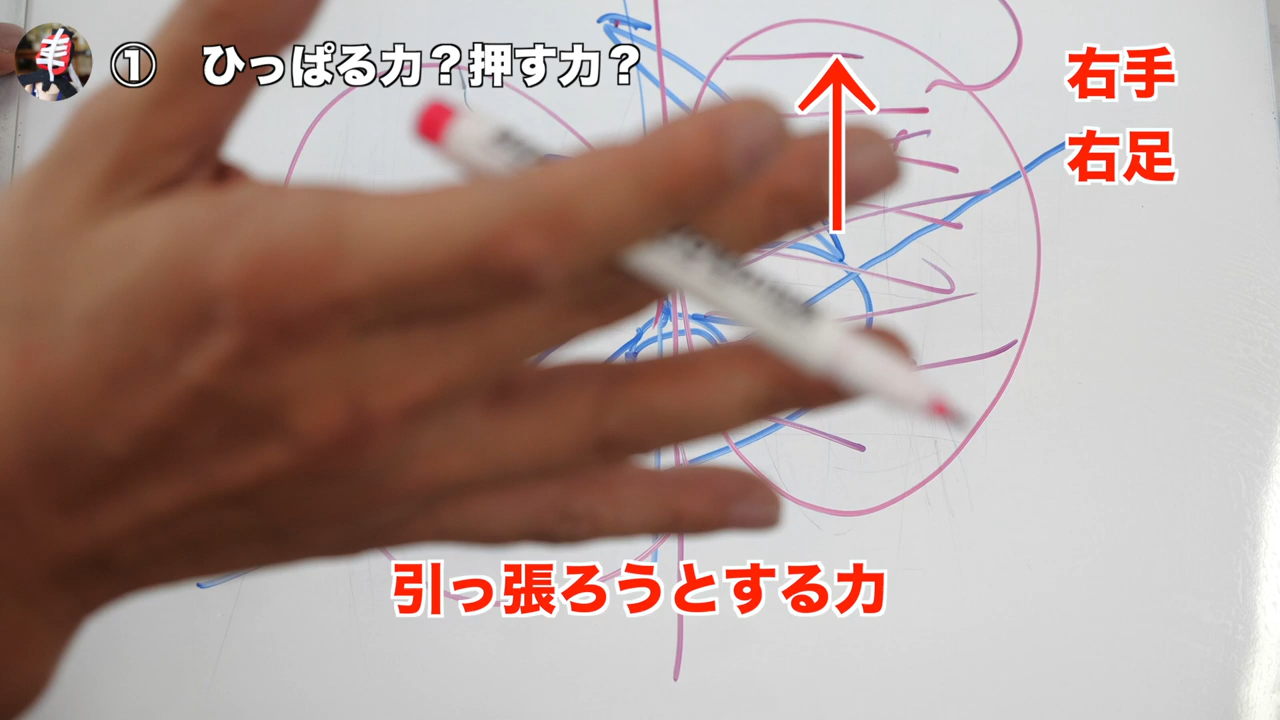 ① ひっぱる力？押す力？
右手
右足
引っ張ろうとする力